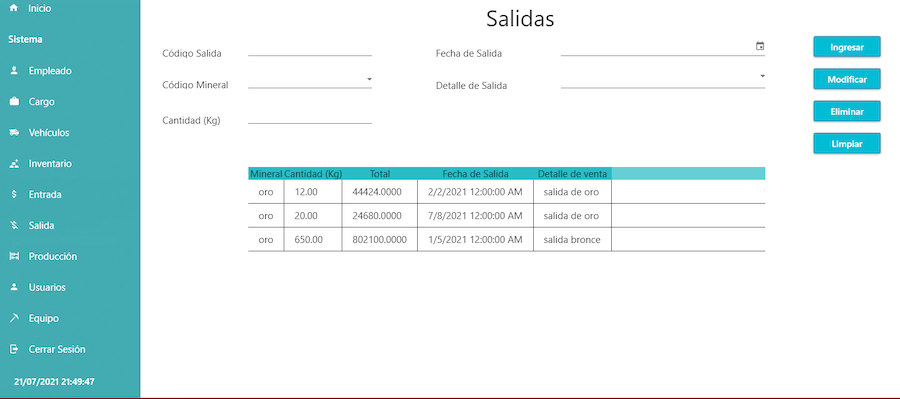 Inicio
Sistema
Empleado
Cargo
Vehículos
Inventario
Entrada
Salida
Producción
Usuarios
Equipo
Cerrar Sesión
21/07/2021 21:49:47
Salidas
Código Salida
Fecha de Salida
Código Mineral
Detalle de Salida
Cantidad (Kg)
Ingresar
Modificar
Eliminar
Limpiar
Mineral Cantidad (Kg) Total Fecha de Salida Detalle de venta
oro 12.00 44424.0000 2/2/2021 12:00:00 AM salida de oro
oro 20.00 24680.0000 7/8/2021 12:00:00 AM salida de oro
oro 650.00 802100.0000 1/5/2021 12:00:00 AM salida bronce